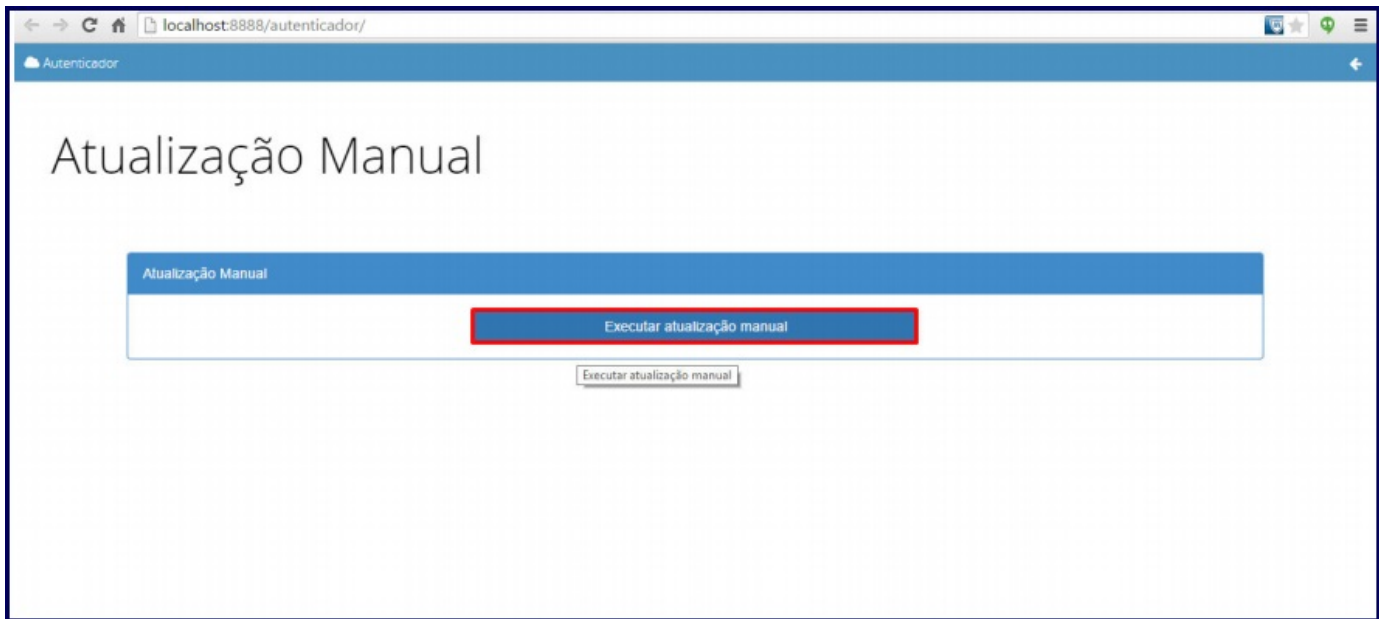 localhost:8888/autenticador/
Autenticador
Atualização Manual
Atualização Manual
Executar atualização manual
Executar atualização manual